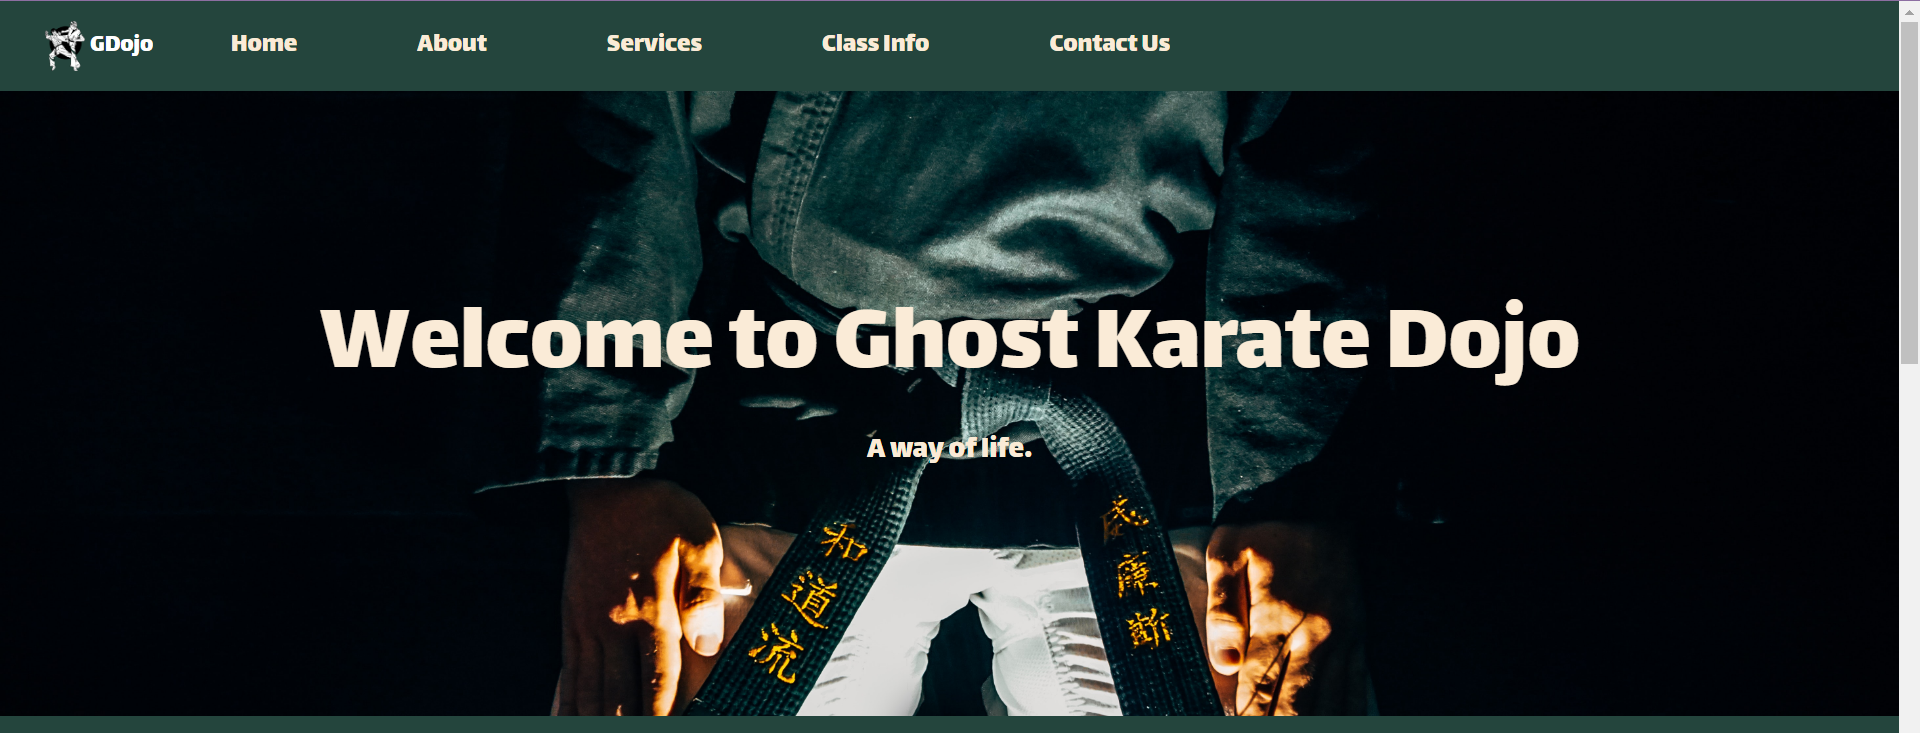 GDojo Home About Services Class Info Contact Us
Welcome to Ghost Karate Dojo
A way of life.
和道流